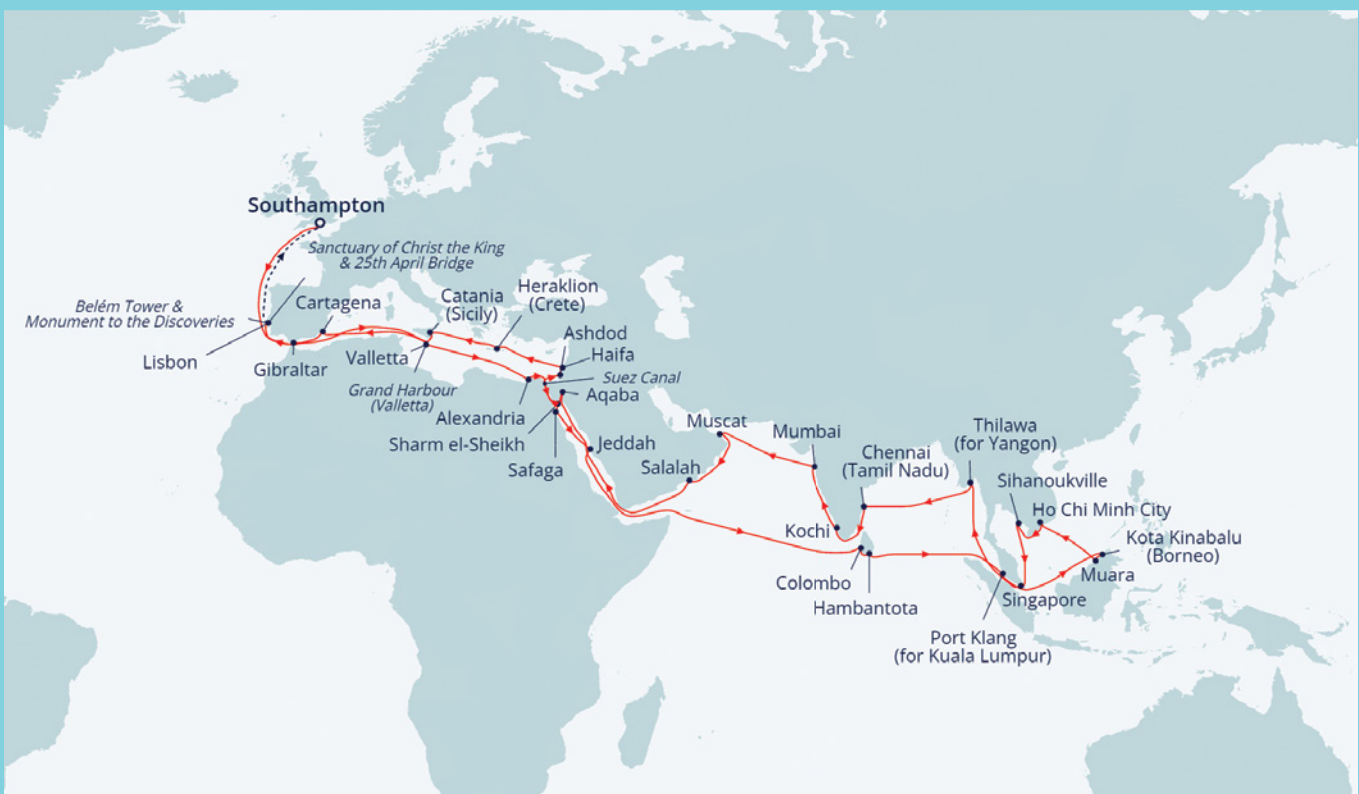 Southampton
Sanctuary of Christ the King
& 25th April Bridge
Belém Tower &
Monument to the Discoveries
Lisbon
Gibraltar
Cartagena
Valletta
Grand Harbour
(Valletta)
Catania
(Sicily)
Heraklion
(Crete)
Ashdod
Haifa
Suez Canal
Aqaba
Alexandria
Sharm el-Sheikh
Safaga
Jeddah
Salalah
Muscat
Mumbai
Chennai
(Tamil Nadu)
Kochi
Colombo
Hambantota
Thilawa
(for Yangon)
Sihanoukville
Ho Chi Minh City
Kota Kinabalu
(Borneo)
Muara
Singapore
Port Klang
(for Kuala Lumpur)